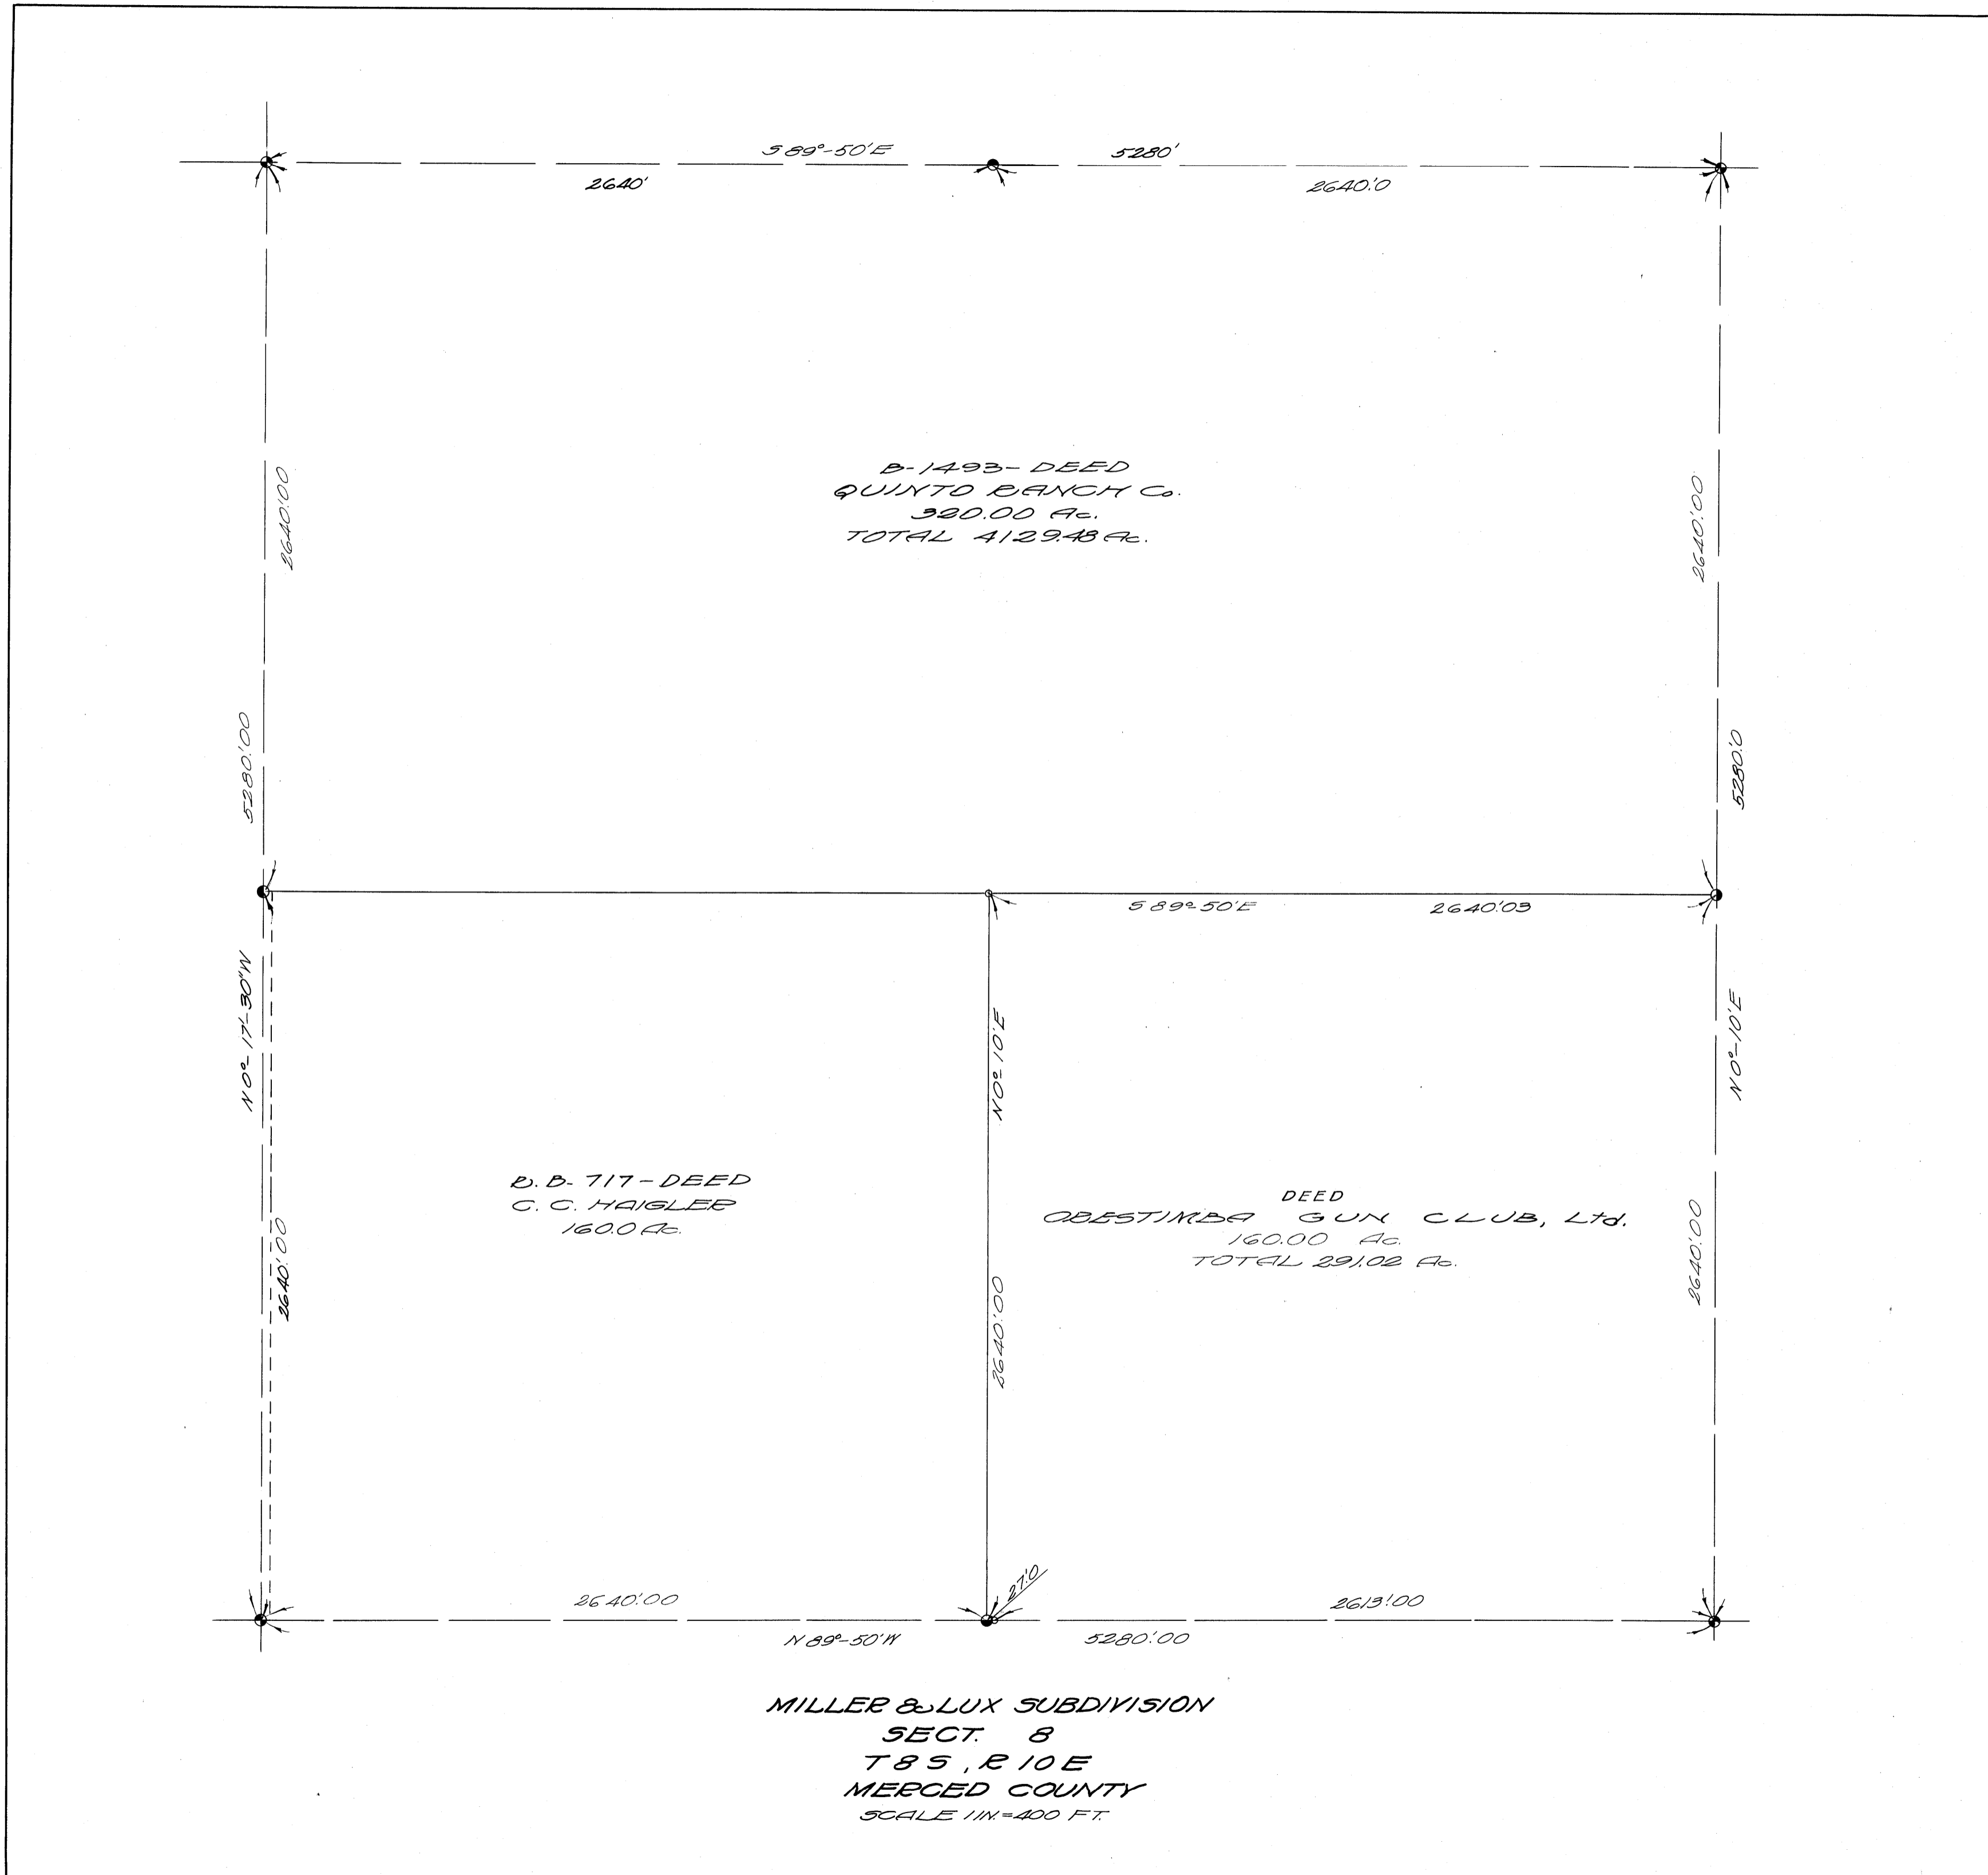 S 89°-50'E 5280'
2640' 2640'.0
2640'.00
2640'.00
B-1493-DEED
QUINTO RANCH Co.
320.00 Ac.
TOTAL 4129.48 Ac.
5280'.00
5280'.0
S 89°-50'E 2640'.03
N 0°-17'-30"W
N 0°-10'E
N 0°-10'E
R.B.-717-DEED
C. C. HAIGLER
160.0 Ac.
DEED
OBESTIMBA GUN CLUB, Ltd.
160.00 Ac.
TOTAL 291.02 Ac.
2640'.00
2640'.00
2640'.00
27'.0
2640'.00 2613'.00
N 89°-50'W 5280'.00
MILLER & LUX SUBDIVISION
SECT. 8
T 8 S, R 10 E
MERCED COUNTY
SCALE 1 IN.=400 FT.